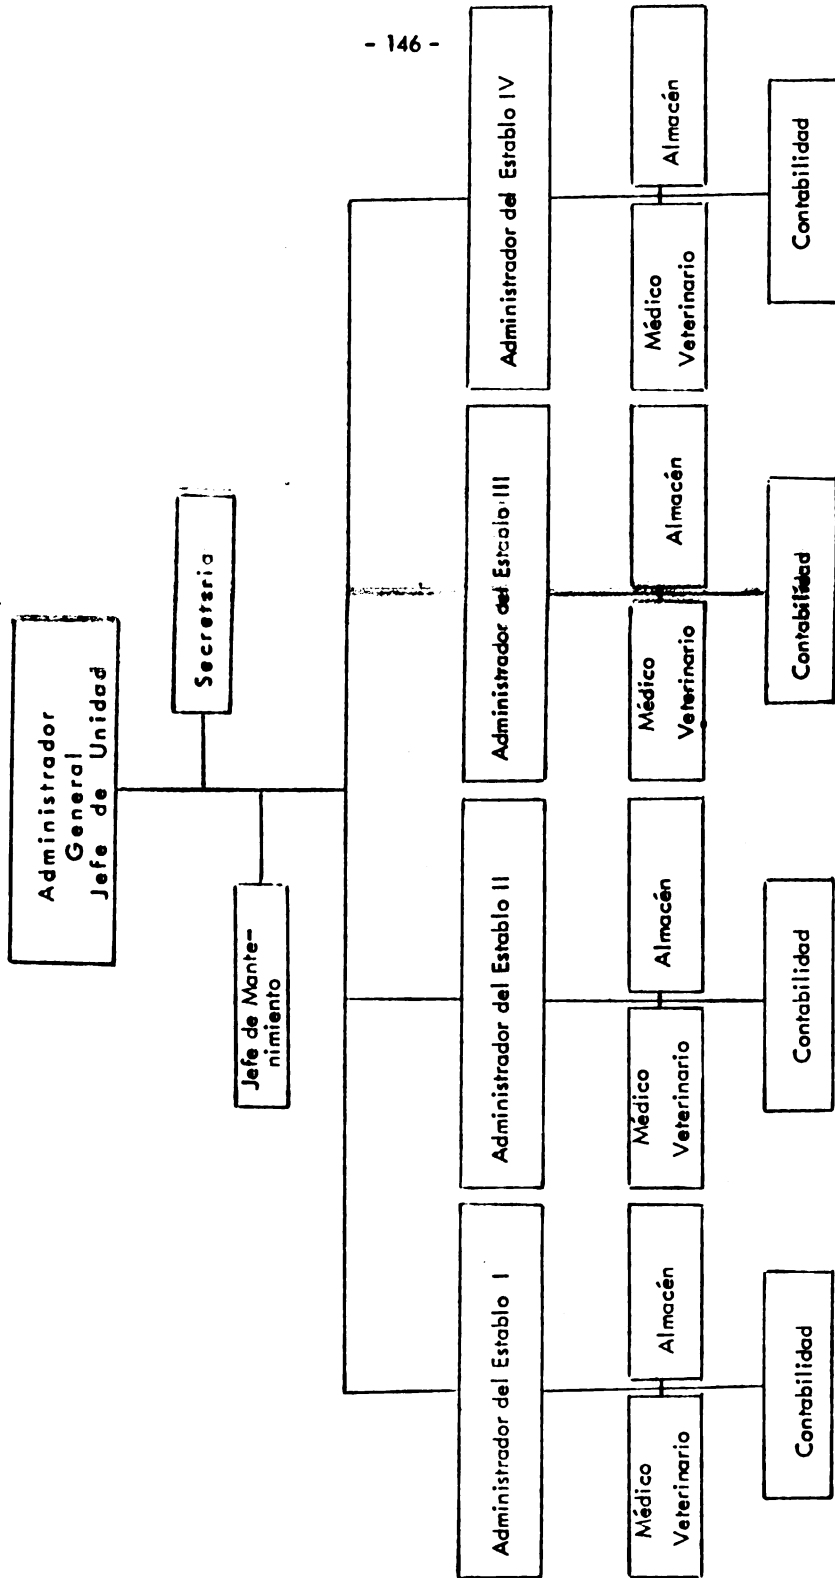 - 146 -
Administrador
General
Jefe de Unidad
Secretaria
Jefe de Mante-
nimiento
Administrador del Establo I
Administrador del Establo II
Administrador del Establo III
Administrador del Establo IV
Médico
Veterinario
Almacén
Médico
Veterinario
Almacén
Médico
Veterinario
Almacén
Médico
Veterinario
Almacén
Contabilidad
Contabilidad
Contabilidad
Contabilidad